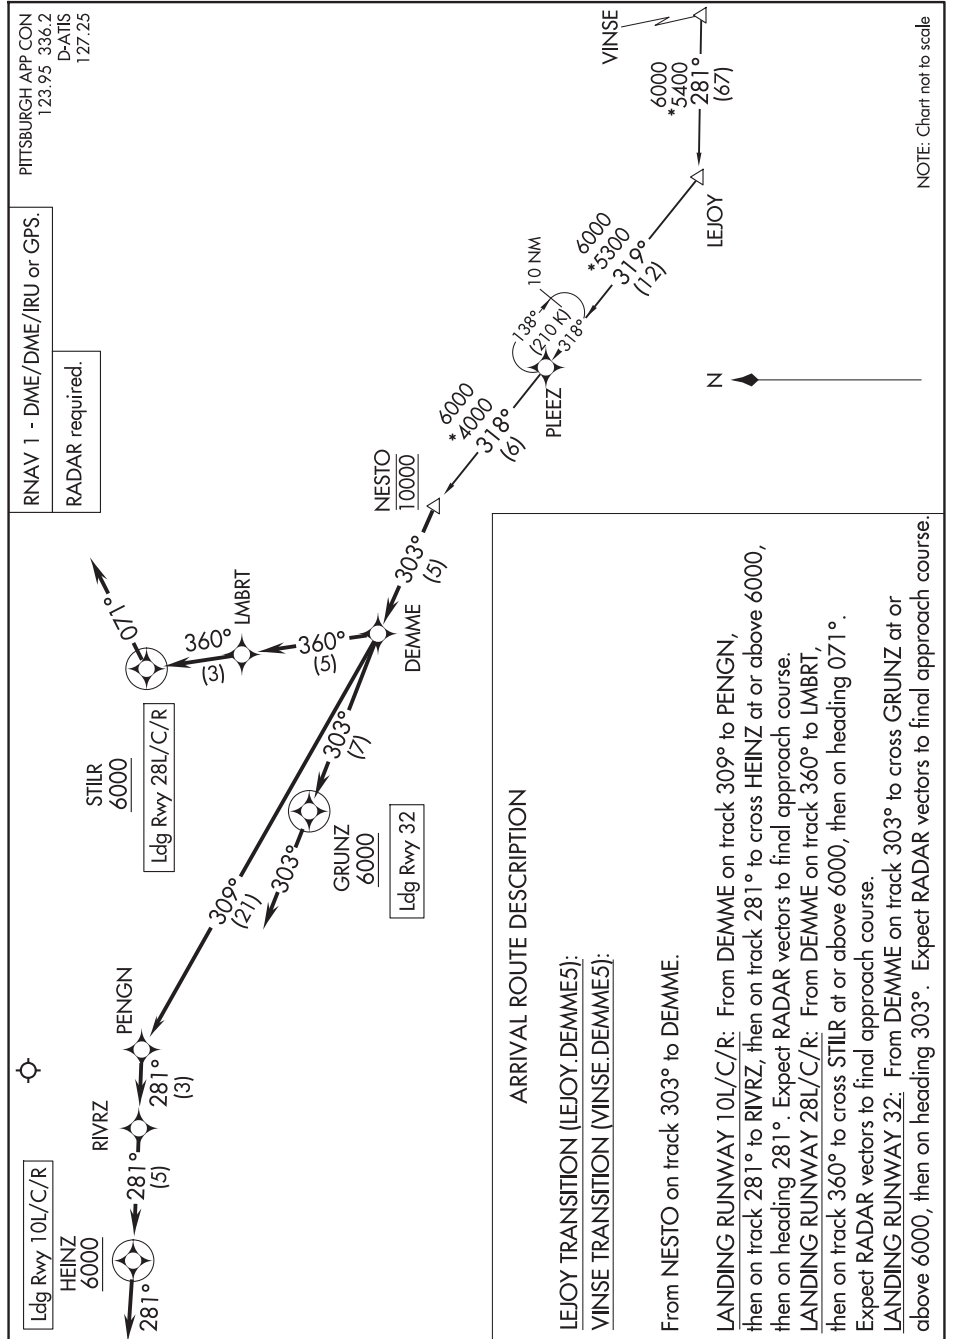 PITTSBURGH APP CON
123.95 336.2
D-ATIS
127.25
RNAV 1 - DME/DME/IRU or GPS.
RADAR required.
Ldg Rwy 10L/C/R
HEINZ
6000
281°
281°
(5)
RIVRZ
281°
(3)
PENGN
309°
(21)
STILR
6000
Ldg Rwy 28L/C/R
071°
360°
(3)
LMBRT
360°
(5)
303°
(7)
GRUNZ
6000
303°
Ldg Rwy 32
DEMME
303°
(5)
NESTO
10000
6000
*4000
318°
(6)
PLEEZ
138°
(210 K)
318°
10 NM
6000
*5300
319°
(12)
LEJOY
6000
*5400
281°
(67)
VINSE
N
NOTE: Chart not to scale
ARRIVAL ROUTE DESCRIPTION
LEJOY TRANSITION (LEJOY.DEMME5):
VINSE TRANSITION (VINSE.DEMME5):
From NESTO on track 303° to DEMME.
LANDING RUNWAY 10L/C/R: From DEMME on track 309° to PENGN,
then on track 281° to RIVRZ, then on track 281° to cross HEINZ at or above 6000,
then on heading 281°. Expect RADAR vectors to final approach course.
LANDING RUNWAY 28L/C/R: From DEMME on track 360° to LMBRT,
then on track 360° to cross STILR at or above 6000, then on heading 071°.
Expect RADAR vectors to final approach course.
LANDING RUNWAY 32: From DEMME on track 303° to cross GRUNZ at or
above 6000, then on heading 303°. Expect RADAR vectors to final approach course.